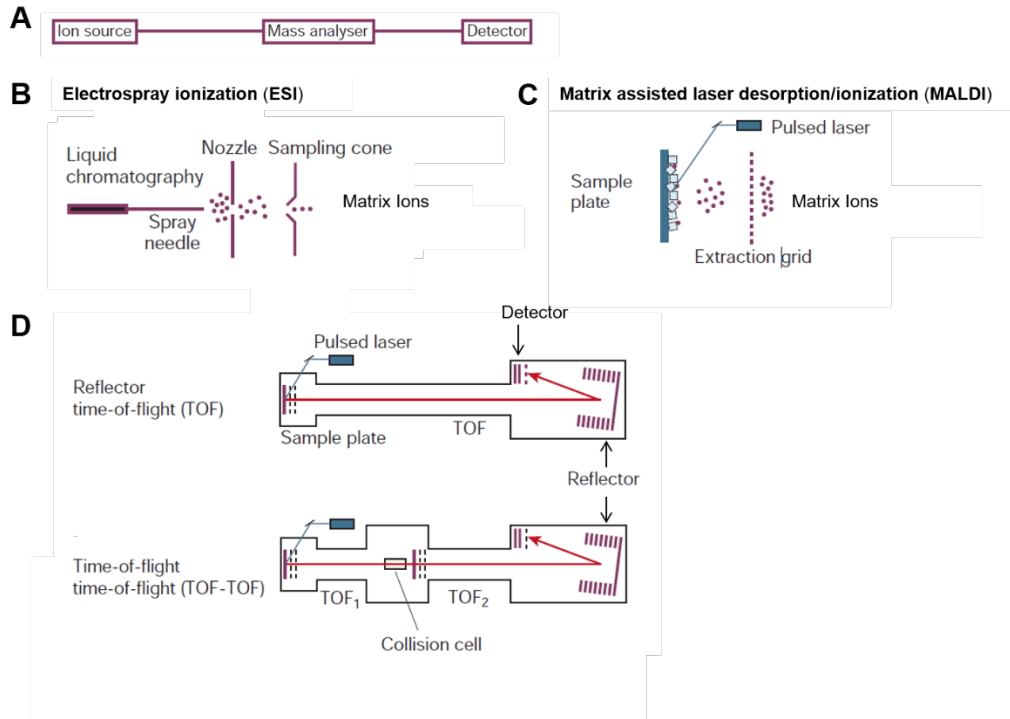 A
Ion source
Mass analyser
Detector
B
Electrospray ionization (ESI)
Liquid
chromatography
Nozzle
Sampling cone
Spray
needle
Matrix Ions
C
Matrix assisted laser desorption/ionization (MALDI)
Pulsed laser
Sample
plate
Matrix Ions
Extraction grid
D
Detector
Pulsed laser
Reflector
time-of-flight (TOF)
Sample plate
TOF
Reflector
Time-of-flight
time-of-flight (TOF-TOF)
TOF1
TOF2
Collision cell